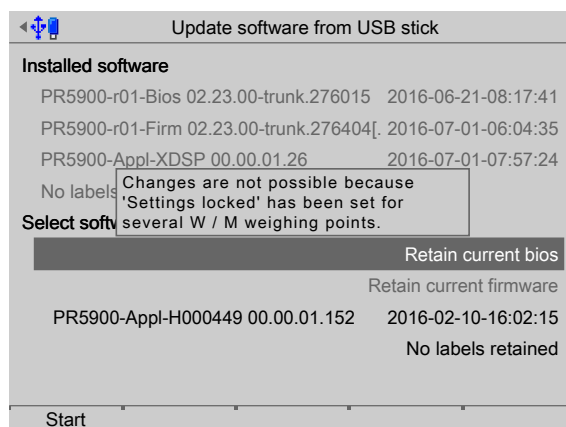 Update software from USB stick
Installed software
PR5900-r01-Bios 02.23.00-trunk.276015 2016-06-21-08:17:41
PR5900-r01-Firm 02.23.00-trunk.276404[. 2016-07-01-06:04:35
PR5900-Appl-XDSP 00.00.01.26 2016-07-01-07:57:24
No labels
Changes are not possible because
'Settings locked' has been set for
several W / M weighing points.
Select softw
Retain current bios
Retain current firmware
PR5900-Appl-H000449 00.00.01.152 2016-02-10-16:02:15
No labels retained
Start